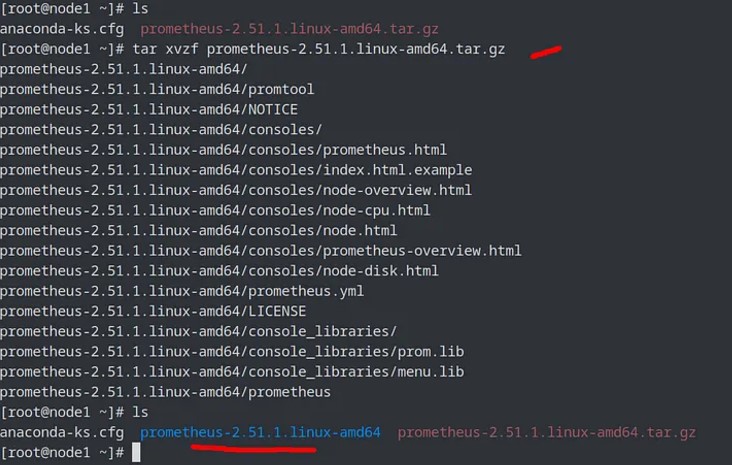 [root@node1 ~]# ls
anaconda-ks.cfg  prometheus-2.51.1.linux-amd64.tar.gz
[root@node1 ~]# tar xvzf prometheus-2.51.1.linux-amd64.tar.gz
prometheus-2.51.1.linux-amd64/
prometheus-2.51.1.linux-amd64/promtool
prometheus-2.51.1.linux-amd64/NOTICE
prometheus-2.51.1.linux-amd64/consoles/
prometheus-2.51.1.linux-amd64/consoles/prometheus.html
prometheus-2.51.1.linux-amd64/consoles/index.html.example
prometheus-2.51.1.linux-amd64/consoles/node-overview.html
prometheus-2.51.1.linux-amd64/consoles/node-cpu.html
prometheus-2.51.1.linux-amd64/consoles/node.html
prometheus-2.51.1.linux-amd64/consoles/prometheus-overview.html
prometheus-2.51.1.linux-amd64/consoles/node-disk.html
prometheus-2.51.1.linux-amd64/prometheus.yml
prometheus-2.51.1.linux-amd64/LICENSE
prometheus-2.51.1.linux-amd64/console_libraries/
prometheus-2.51.1.linux-amd64/console_libraries/prom.lib
prometheus-2.51.1.linux-amd64/console_libraries/menu.lib
prometheus-2.51.1.linux-amd64/prometheus
[root@node1 ~]# ls
anaconda-ks.cfg  prometheus-2.51.1.linux-amd64  prometheus-2.51.1.linux-amd64.tar.gz
[root@node1 ~]#